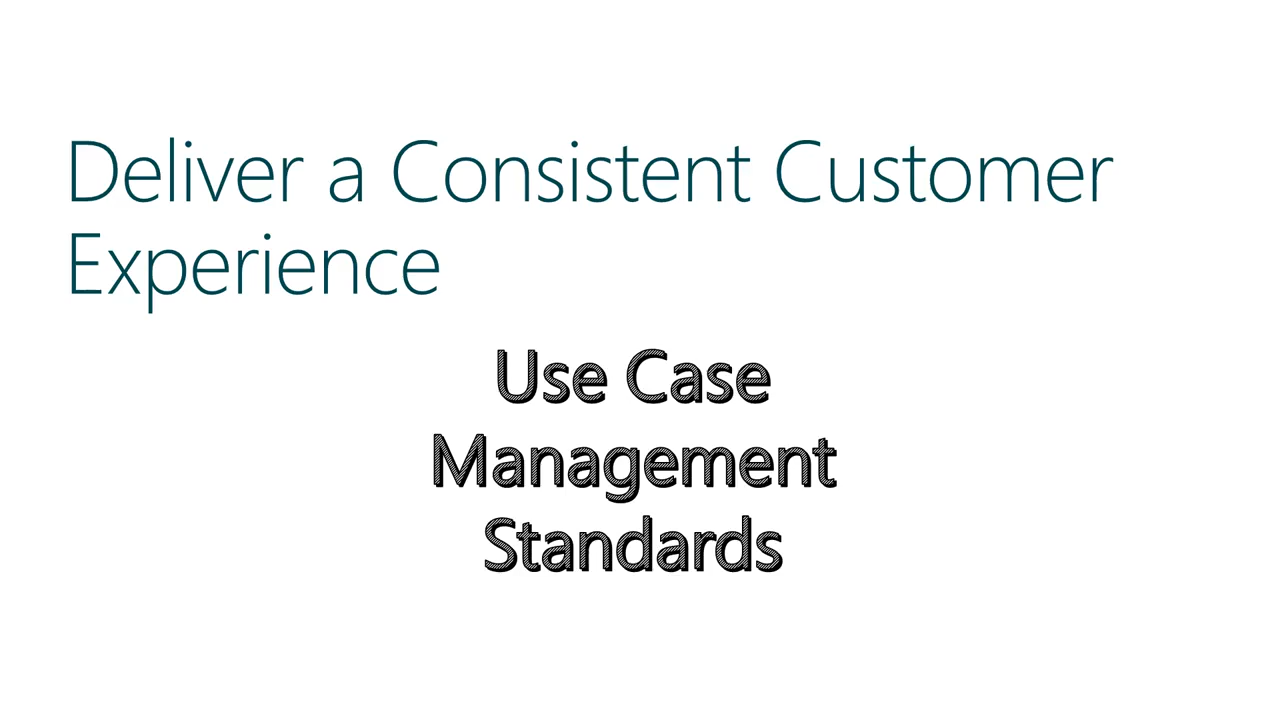 Deliver a Consistent Customer
Experience
Use Case
Management
Standards